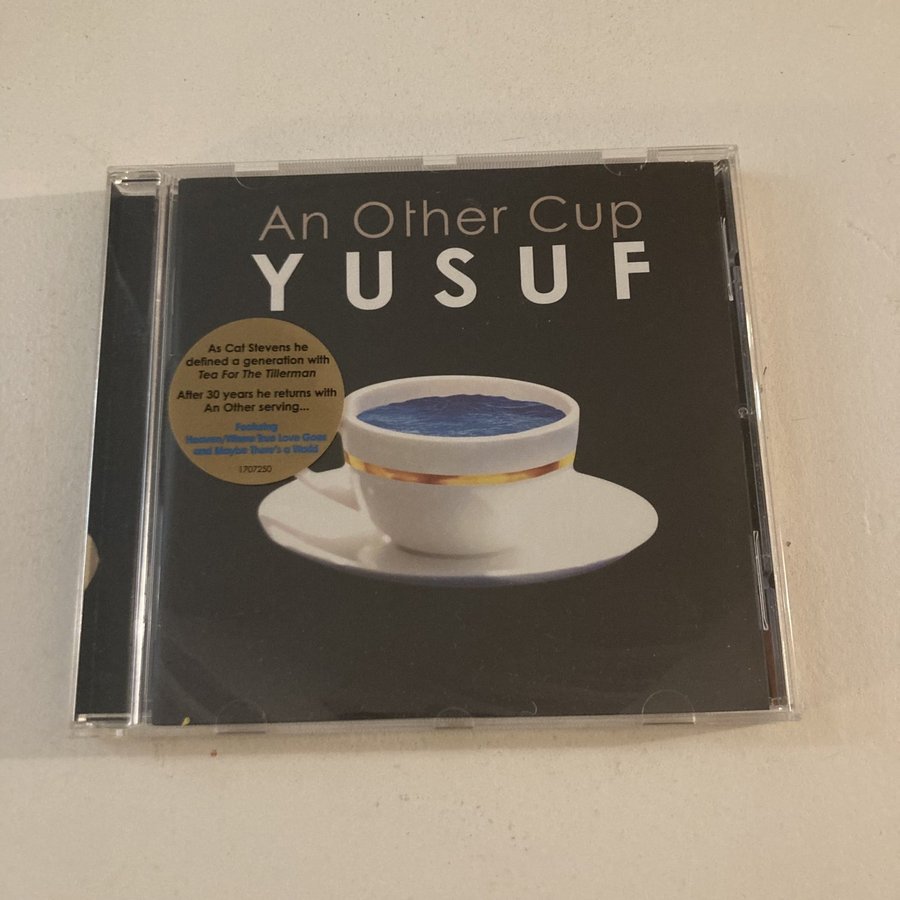 An Other Cup
YUSUF
As Cat Stevens he
defined a generation with
Tea For The Tillerman
After 30 years he returns with
An Other serving...
Featuring
Heaven/Where True Love Goes
and Maybe There's a World
1707250